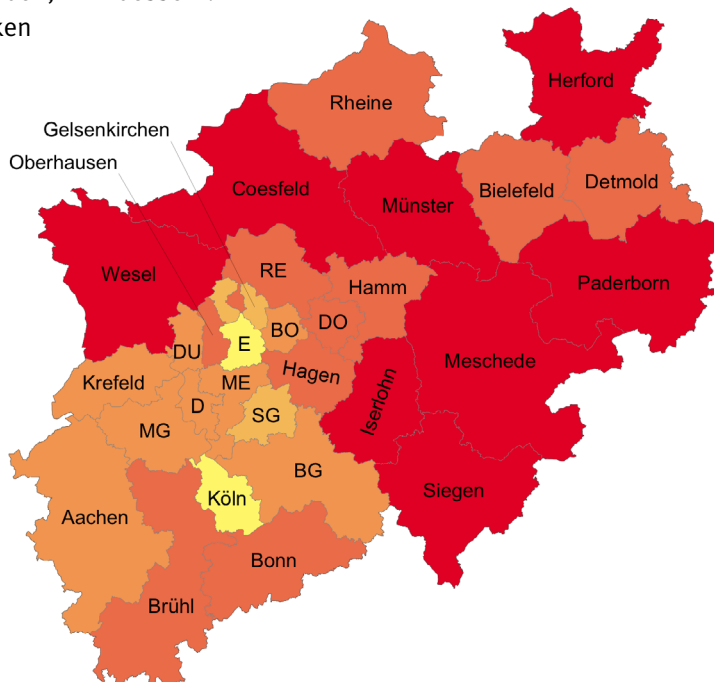 ken
Herford
Rheine
Gelsenkirchen
Oberhausen
Coesfeld
Münster
Bielefeld
Detmold
Wesel
RE
Hamm
Paderborn
DU
E
BO
DO
Meschede
Krefeld
ME
Hagen
D
SG
Iserlohn
MG
BG
Siegen
Köln
Aachen
Bonn
Brühl